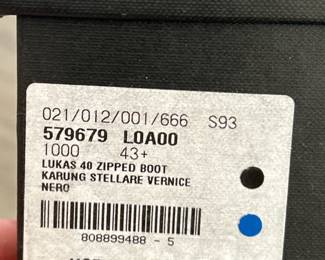 021/012/001/666 S93
579679 L0A00
1000 43+
LUKAS 40 ZIPPED BOOT
KARUNG STELLARE VERNICE
NERO
808899488 - 5